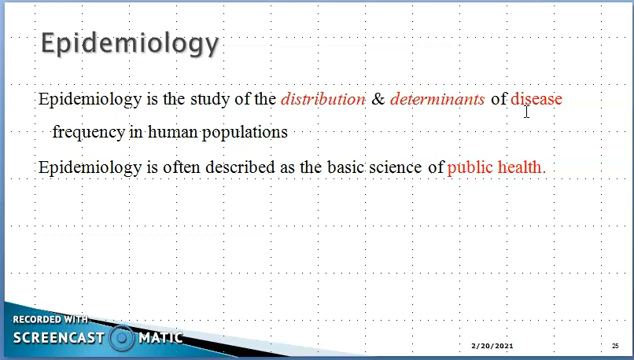 Epidemiology
Epidemiology is the study of the distribution & determinants of disease
frequency in human populations
Epidemiology is often described as the basic science of public health.
RECORDED WITH
SCREENCAST MATIC
2/20/2021 25